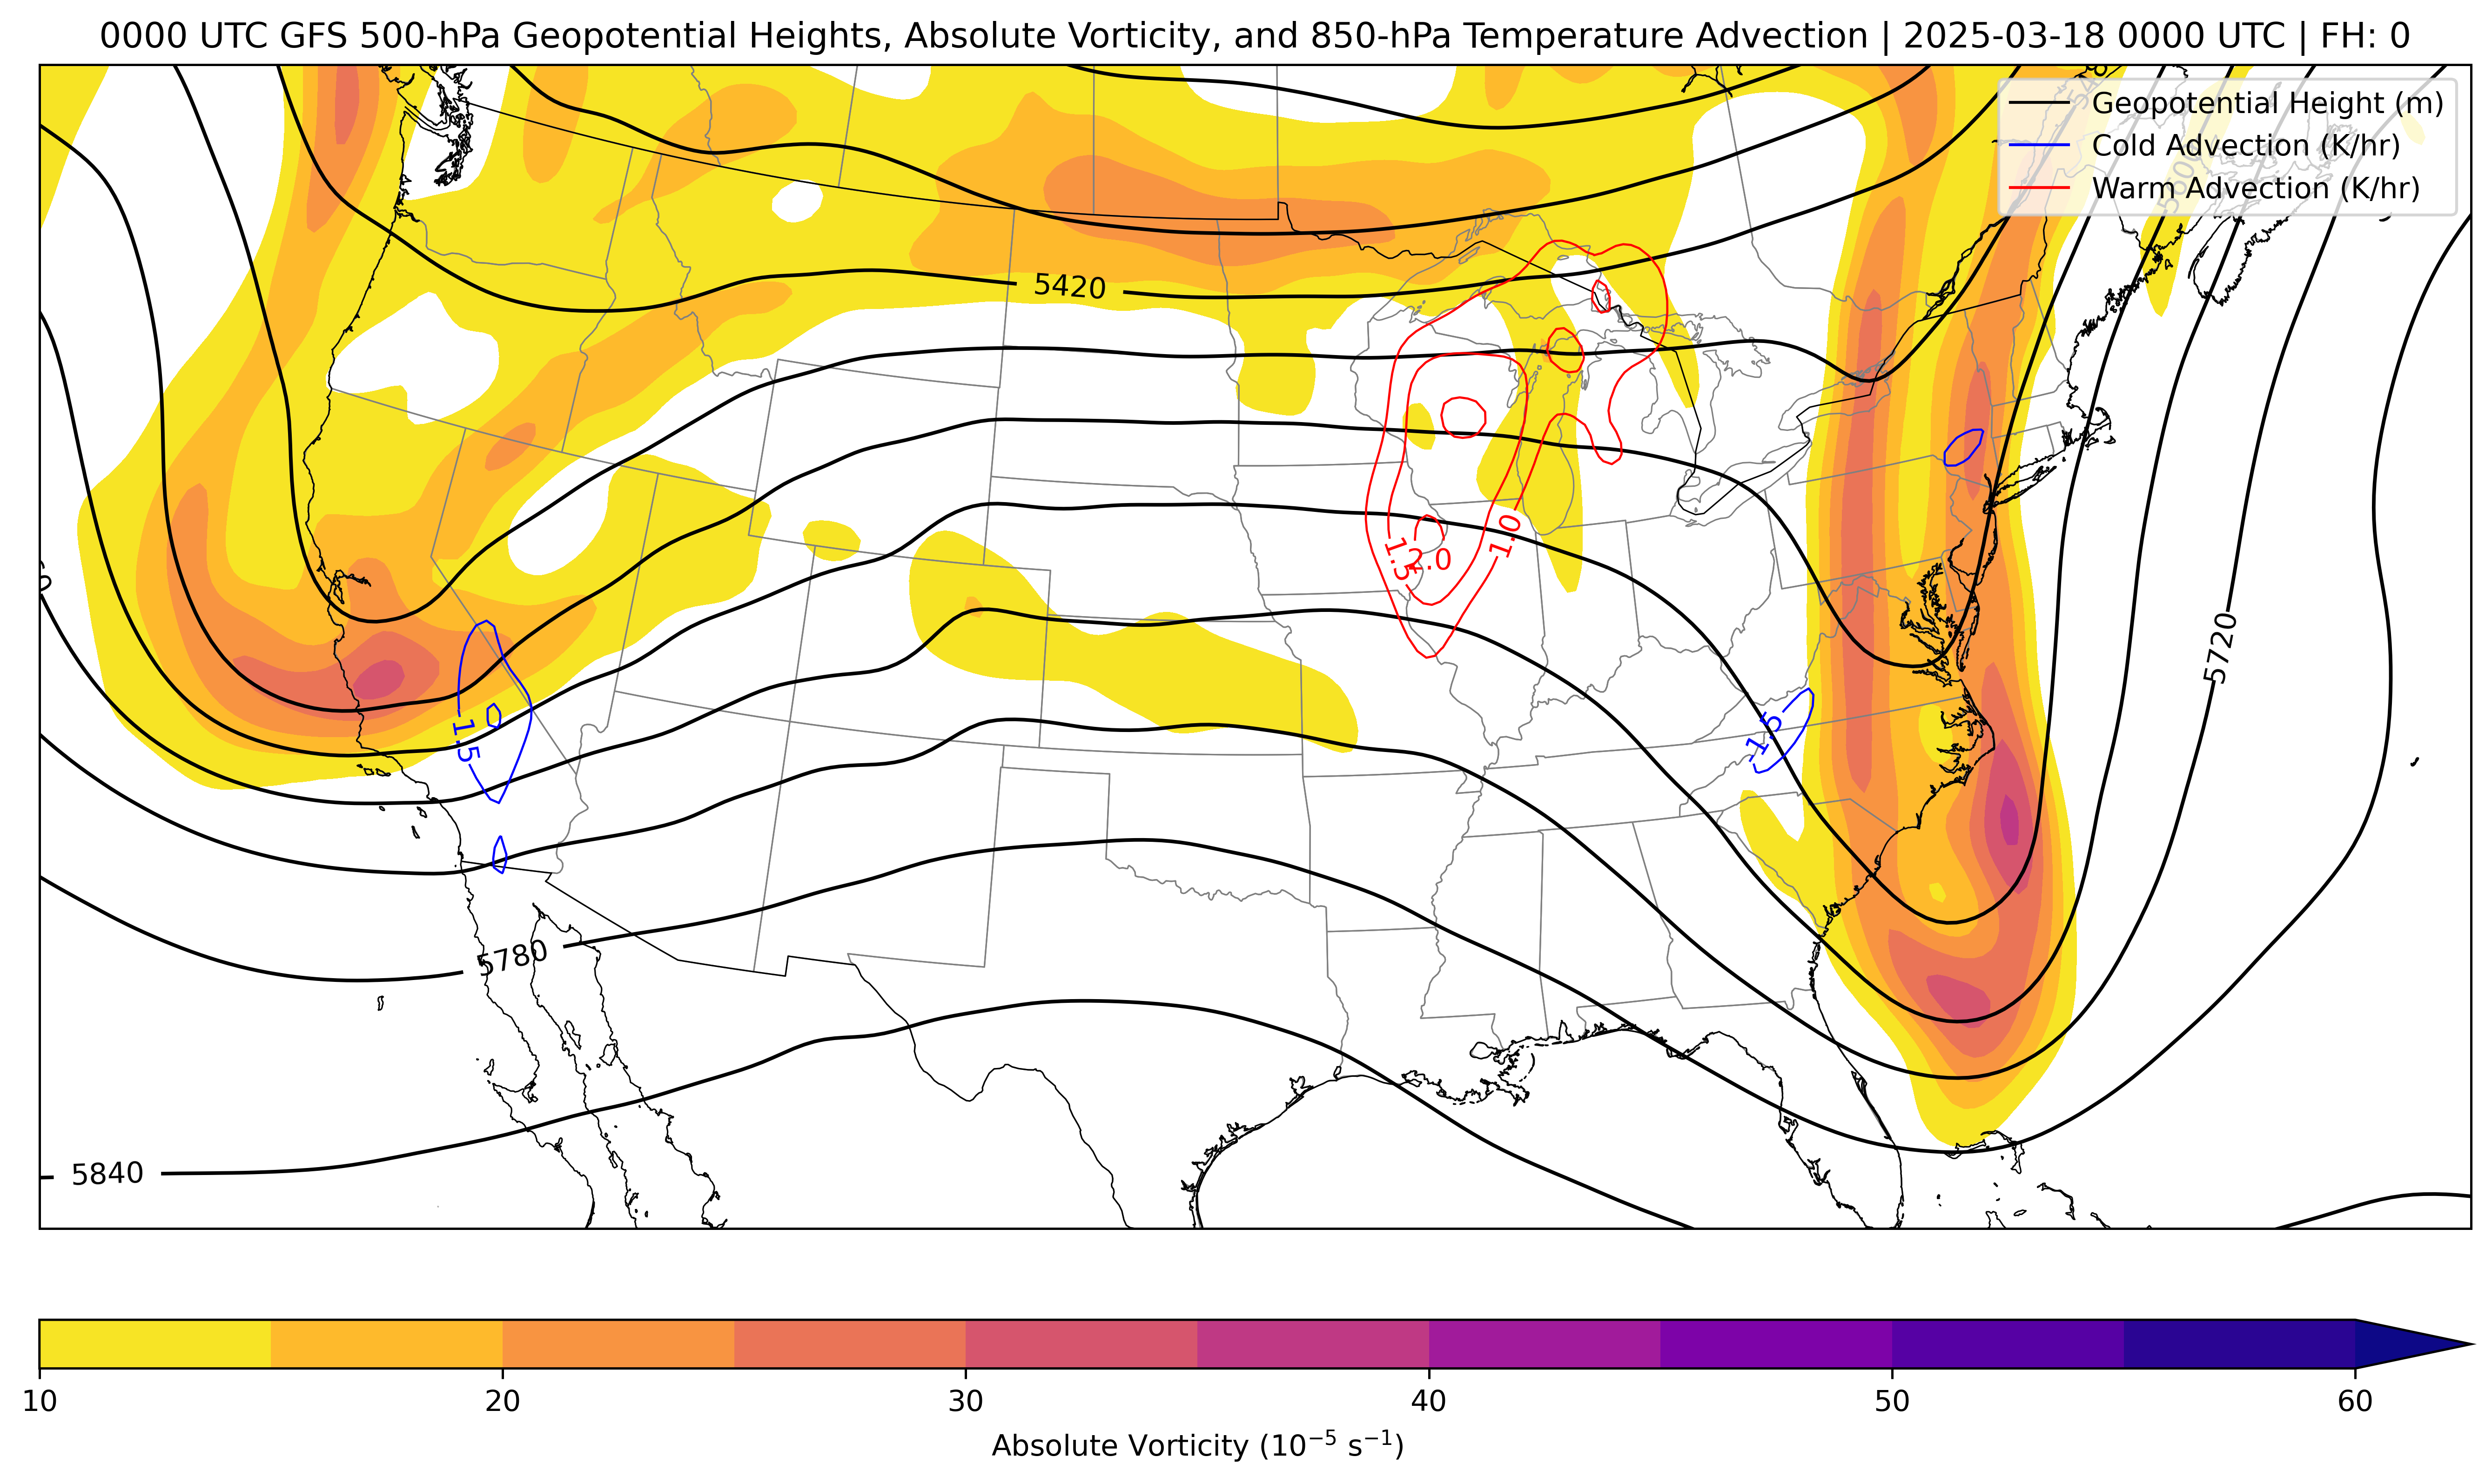 0000 UTC GFS 500-hPa Geopotential Heights, Absolute Vorticity, and 850-hPa Temperature Advection | 2025-03-18 0000 UTC | FH: 0
Geopotential Height (m)
Cold Advection (K/hr)
Warm Advection (K/hr)
5420
1.0
1.5
2.0
5720
-1.5
-1.5
5780
5840
10 20 30 40 50 60
Absolute Vorticity (10⁻⁵ s⁻¹)